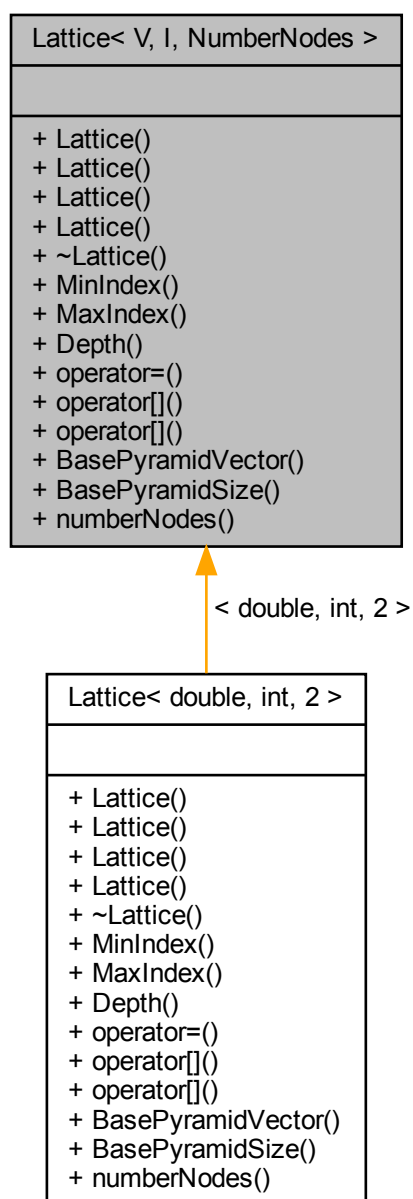 Lattice< V, I, NumberNodes >
+ Lattice()
+ Lattice()
+ Lattice()
+ Lattice()
+ ~Lattice()
+ MinIndex()
+ MaxIndex()
+ Depth()
+ operator=()
+ operator[]()
+ operator[]()
+ BasePyramidVector()
+ BasePyramidSize()
+ numberNodes()
< double, int, 2 >
Lattice< double, int, 2 >
+ Lattice()
+ Lattice()
+ Lattice()
+ Lattice()
+ ~Lattice()
+ MinIndex()
+ MaxIndex()
+ Depth()
+ operator=()
+ operator[]()
+ operator[]()
+ BasePyramidVector()
+ BasePyramidSize()
+ numberNodes()